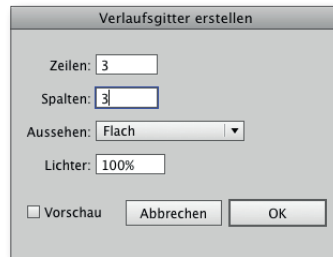 Verlaufsgitter erstellen
Zeilen: 3
Spalten: 3
Aussehen: Flach
Lichter: 100%
Vorschau Abbrechen OK